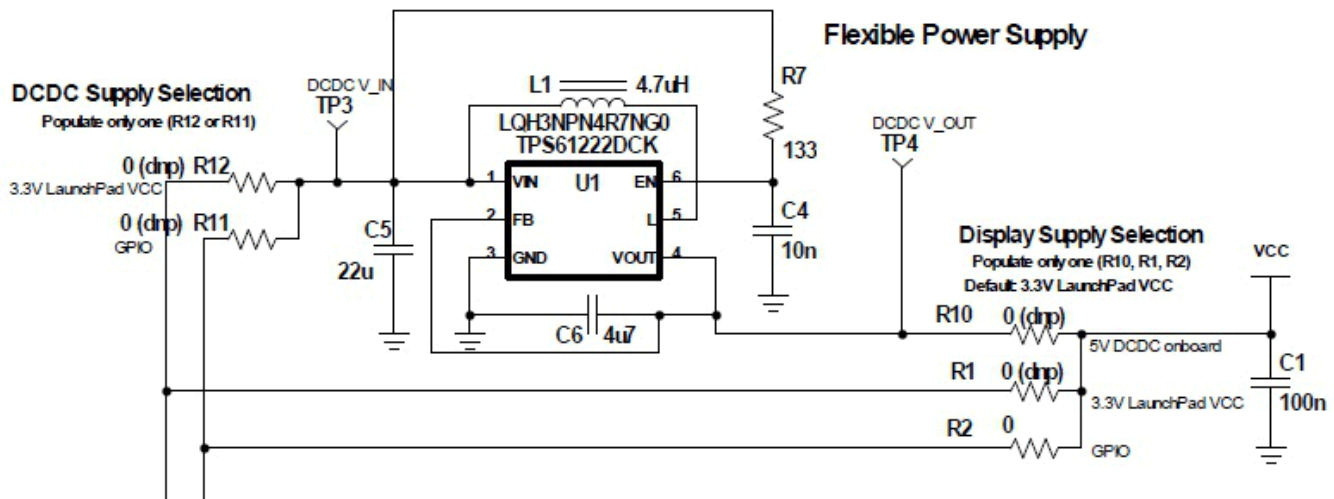 Flexible Power Supply
DCDC Supply Selection
Populate only one (R12 or R11)
DCDC V_IN
TP3
L1 4.7uH
LQH3NPN4R7NG0
TPS61222DCK
R7
133
DCDC V_OUT
TP4
0 (dnp) R12
3.3V LaunchPad VCC
0 (dnp) R11
GPIO
1 VIN U1 EN 6
2 FB L 5
3 GND VOUT 4
C5
22u
C4
10n
C6 4u7
Display Supply Selection
Populate only one (R10, R1, R2)
Default: 3.3V LaunchPad VCC
VCC
R10 0 (dnp)
5V DCDC onboard
R1 0 (dnp)
3.3V LaunchPad VCC
R2 0
GPIO
C1
100n